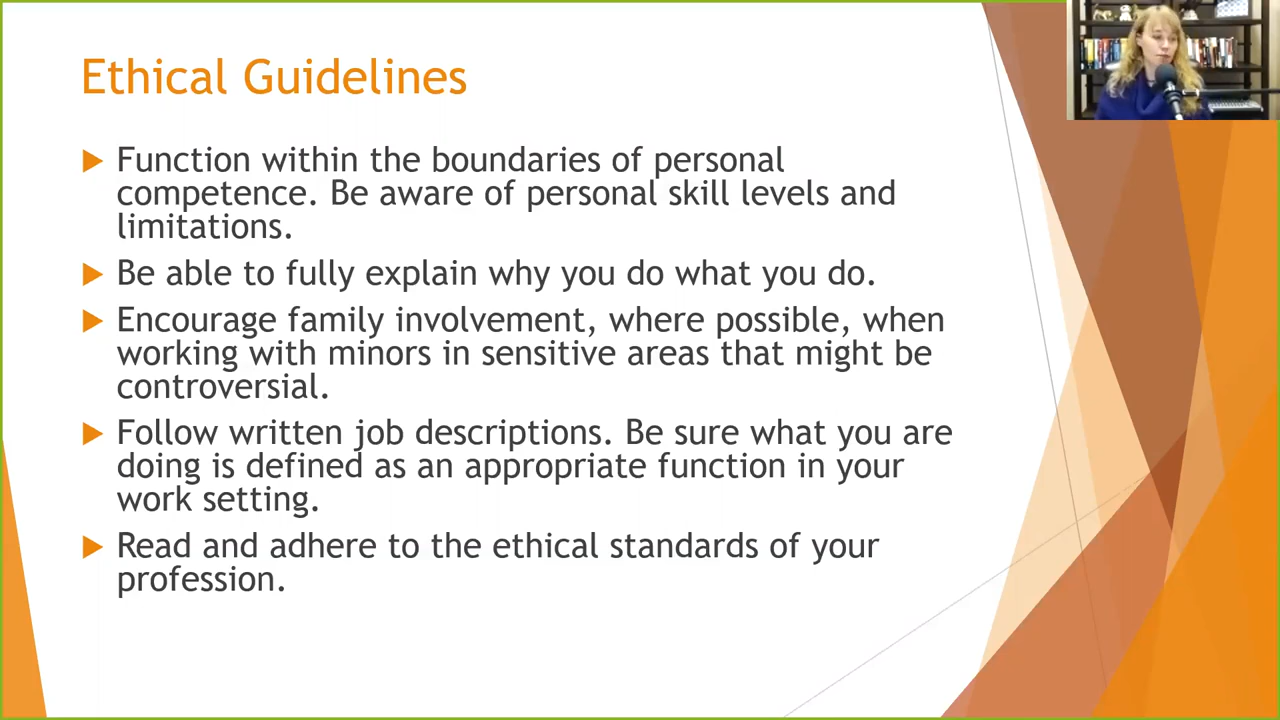 Ethical Guidelines
Function within the boundaries of personal
competence. Be aware of personal skill levels and
limitations.
Be able to fully explain why you do what you do.
Encourage family involvement, where possible, when
working with minors in sensitive areas that might be
controversial.
Follow written job descriptions. Be sure what you are
doing is defined as an appropriate function in your
work setting.
Read and adhere to the ethical standards of your
profession.